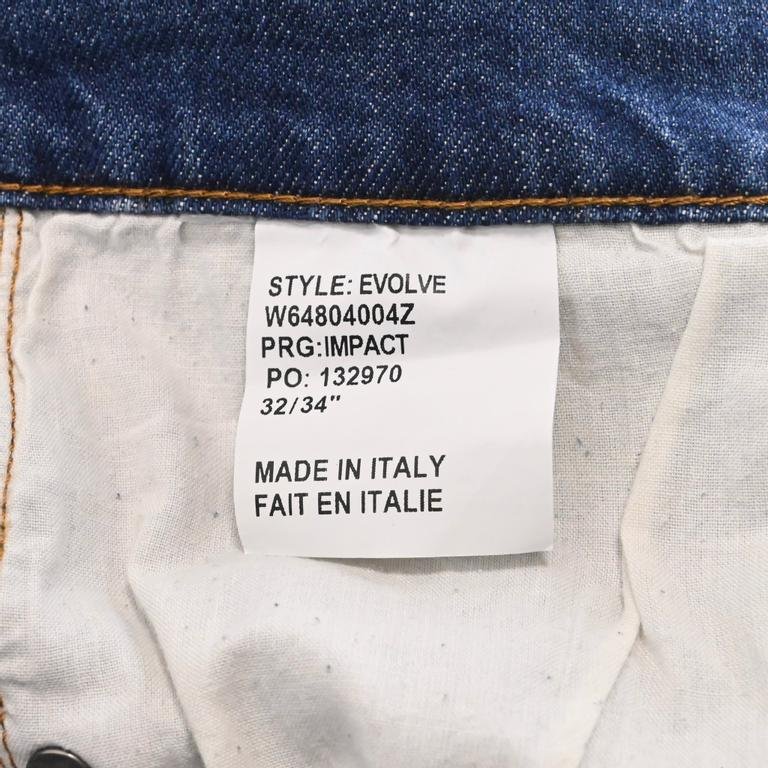 STYLE: EVOLVE
W64804004Z
PRG:IMPACT
PO: 132970
32/34"
MADE IN ITALY
FAIT EN ITALIE